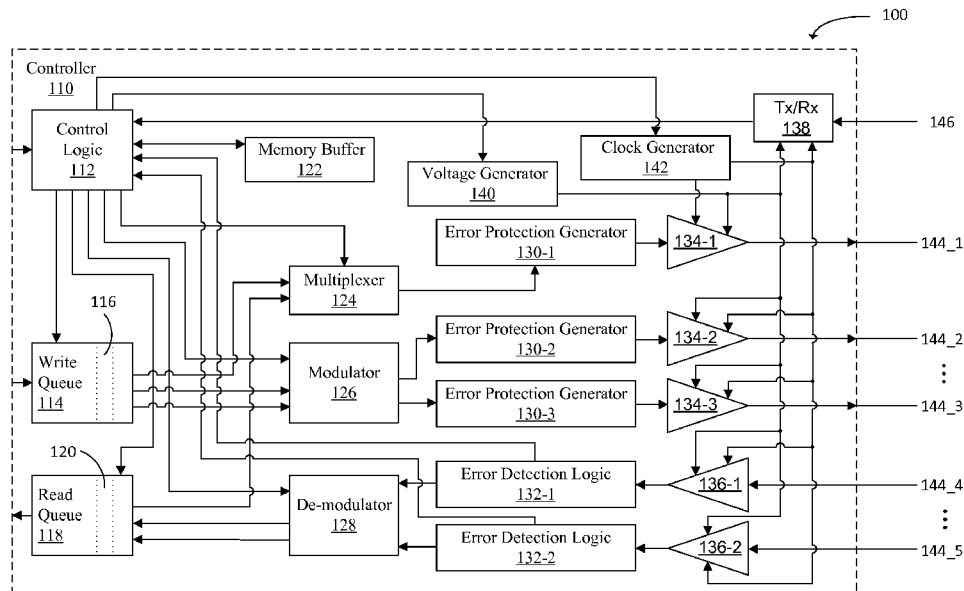 100
Controller
110
Control
Logic
112
Memory Buffer
122
Voltage Generator
140
Clock Generator
142
Tx/Rx
138
146
Error Protection Generator
130-1
134-1
144_1
Multiplexer
124
116
Write
Queue
114
Modulator
126
Error Protection Generator
130-2
134-2
144_2
Error Protection Generator
130-3
134-3
144_3
120
Read
Queue
118
De-modulator
128
Error Detection Logic
132-1
136-1
144_4
Error Detection Logic
132-2
136-2
144_5